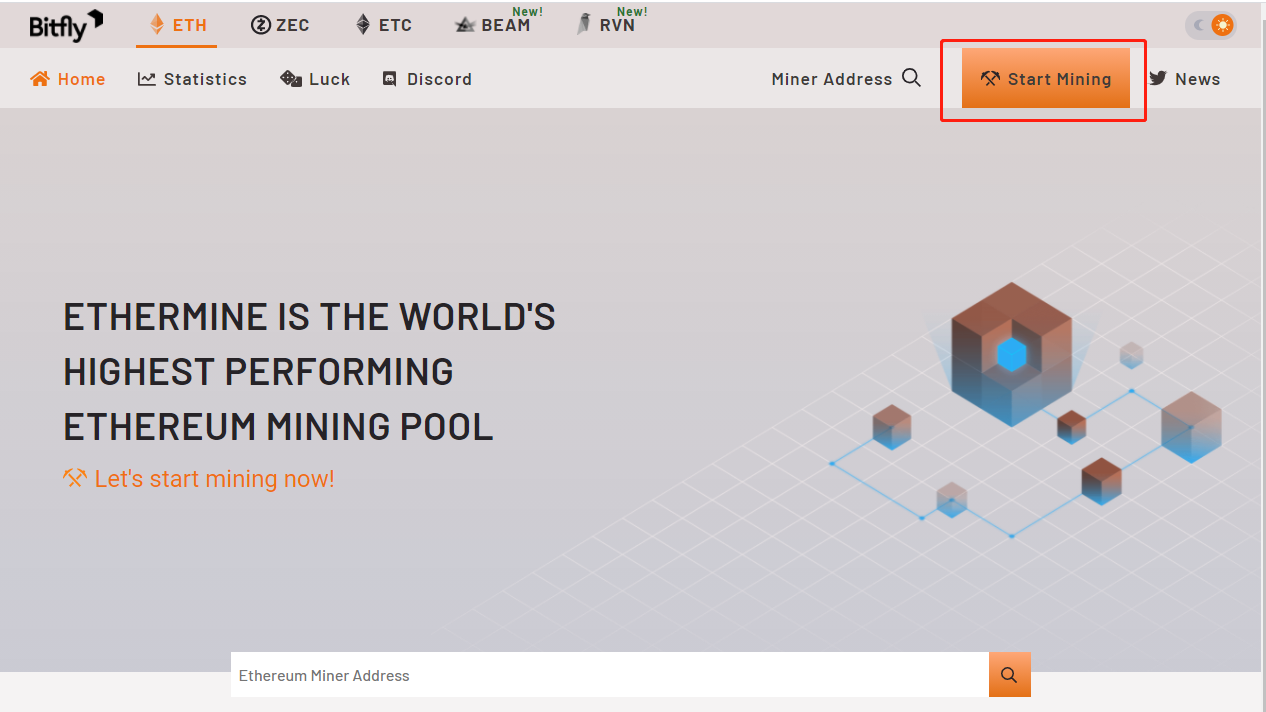 Bitfly ETH ZEC ETC BEAM New! RVN New!
Home Statistics Luck Discord Miner Address Start Mining News
ETHERMINE IS THE WORLD'S
HIGHEST PERFORMING
ETHEREUM MINING POOL
Let's start mining now!
Ethereum Miner Address